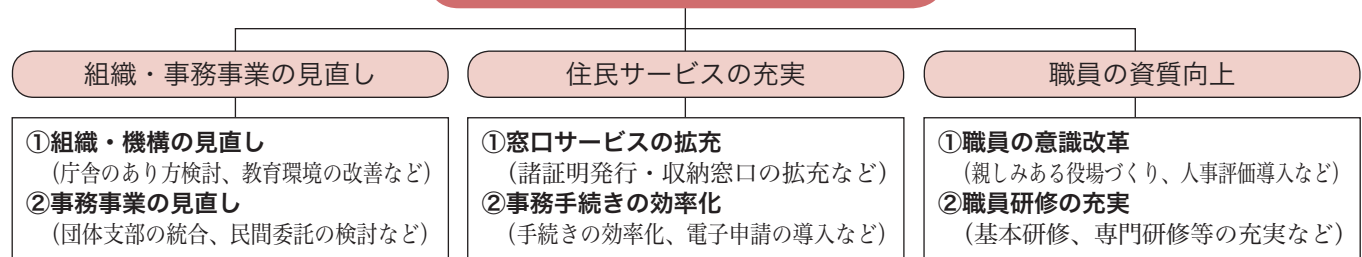 組織・事務事業の見直し
①組織・機構の見直し
（庁舎のあり方検討、教育環境の改善など）
②事務事業の見直し
（団体支部の統合、民間委託の検討など）
住民サービスの充実
①窓口サービスの拡充
（諸証明発行・収納窓口の拡充など）
②事務手続きの効率化
（手続きの効率化、電子申請の導入など）
職員の資質向上
①職員の意識改革
（親しみある役場づくり、人事評価導入など）
②職員研修の充実
（基本研修、専門研修等の充実など）